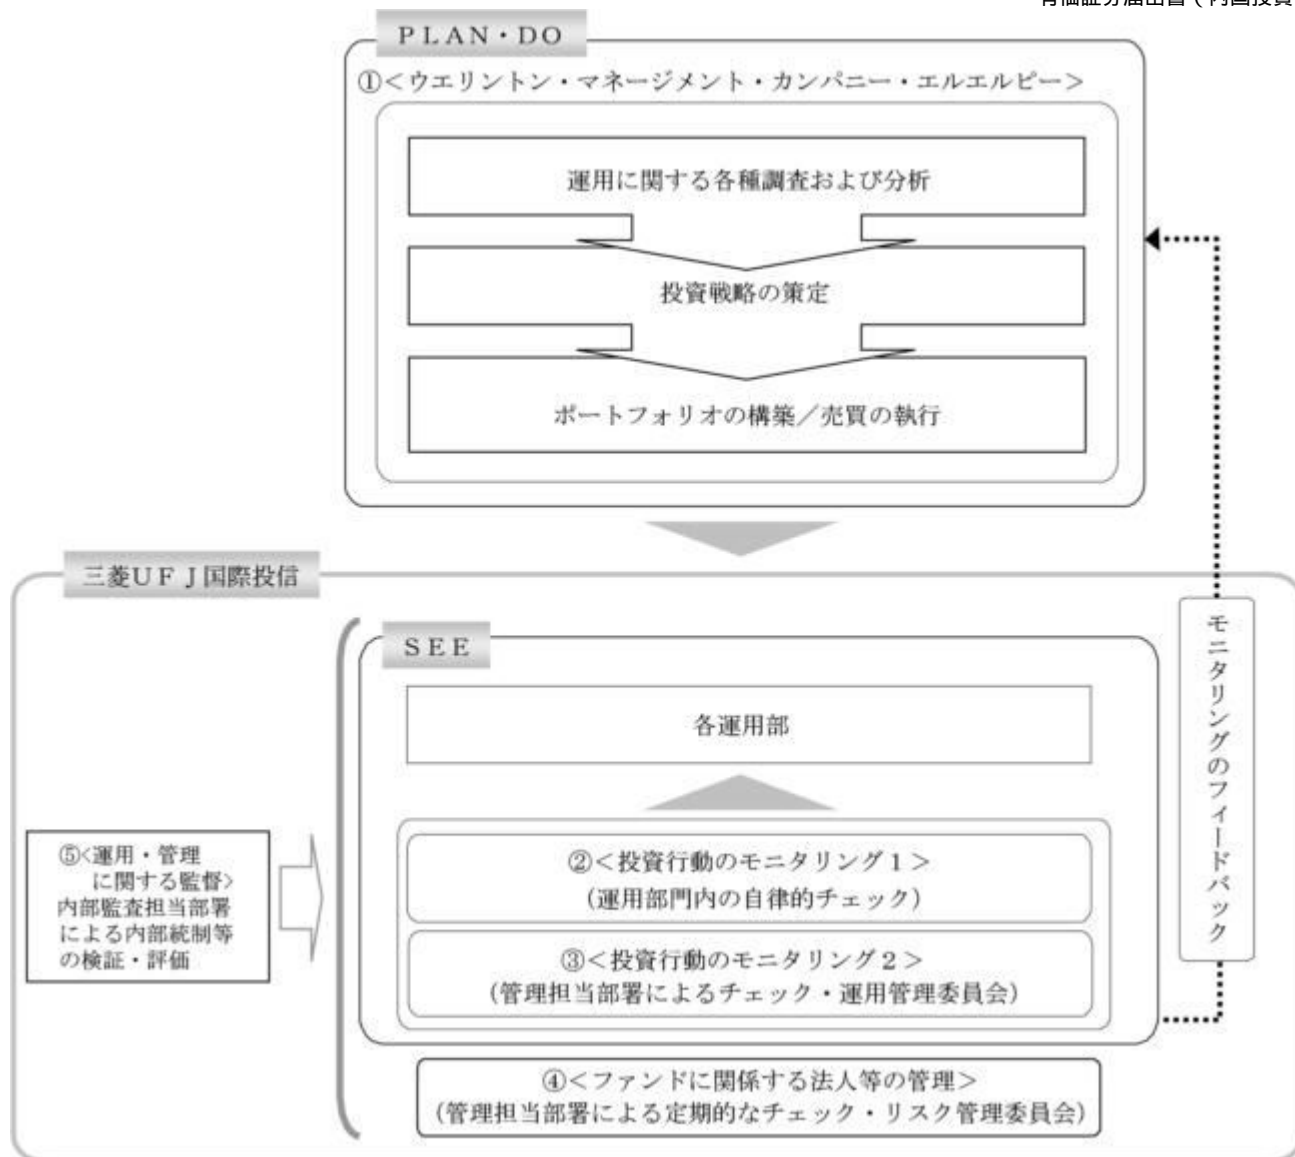 PLAN・DO
①＜ウエリントン・マネージメント・カンパニー・エルエルピー＞
運用に関する各種調査および分析
投資戦略の策定
ポートフォリオの構築／売買の執行
三菱UFJ国際投信
SEE
各運用部
②＜投資行動のモニタリング１＞
（運用部門内の自律的チェック）
③＜投資行動のモニタリング２＞
（管理担当部署によるチェック・運用管理委員会）
④＜ファンドに関係する法人等の管理＞
（管理担当部署による定期的なチェック・リスク管理委員会）
⑤<運用・管理
に関する監督>
内部監査担当部署
による内部統制等
の検証・評価
モニタリングのフィードバック